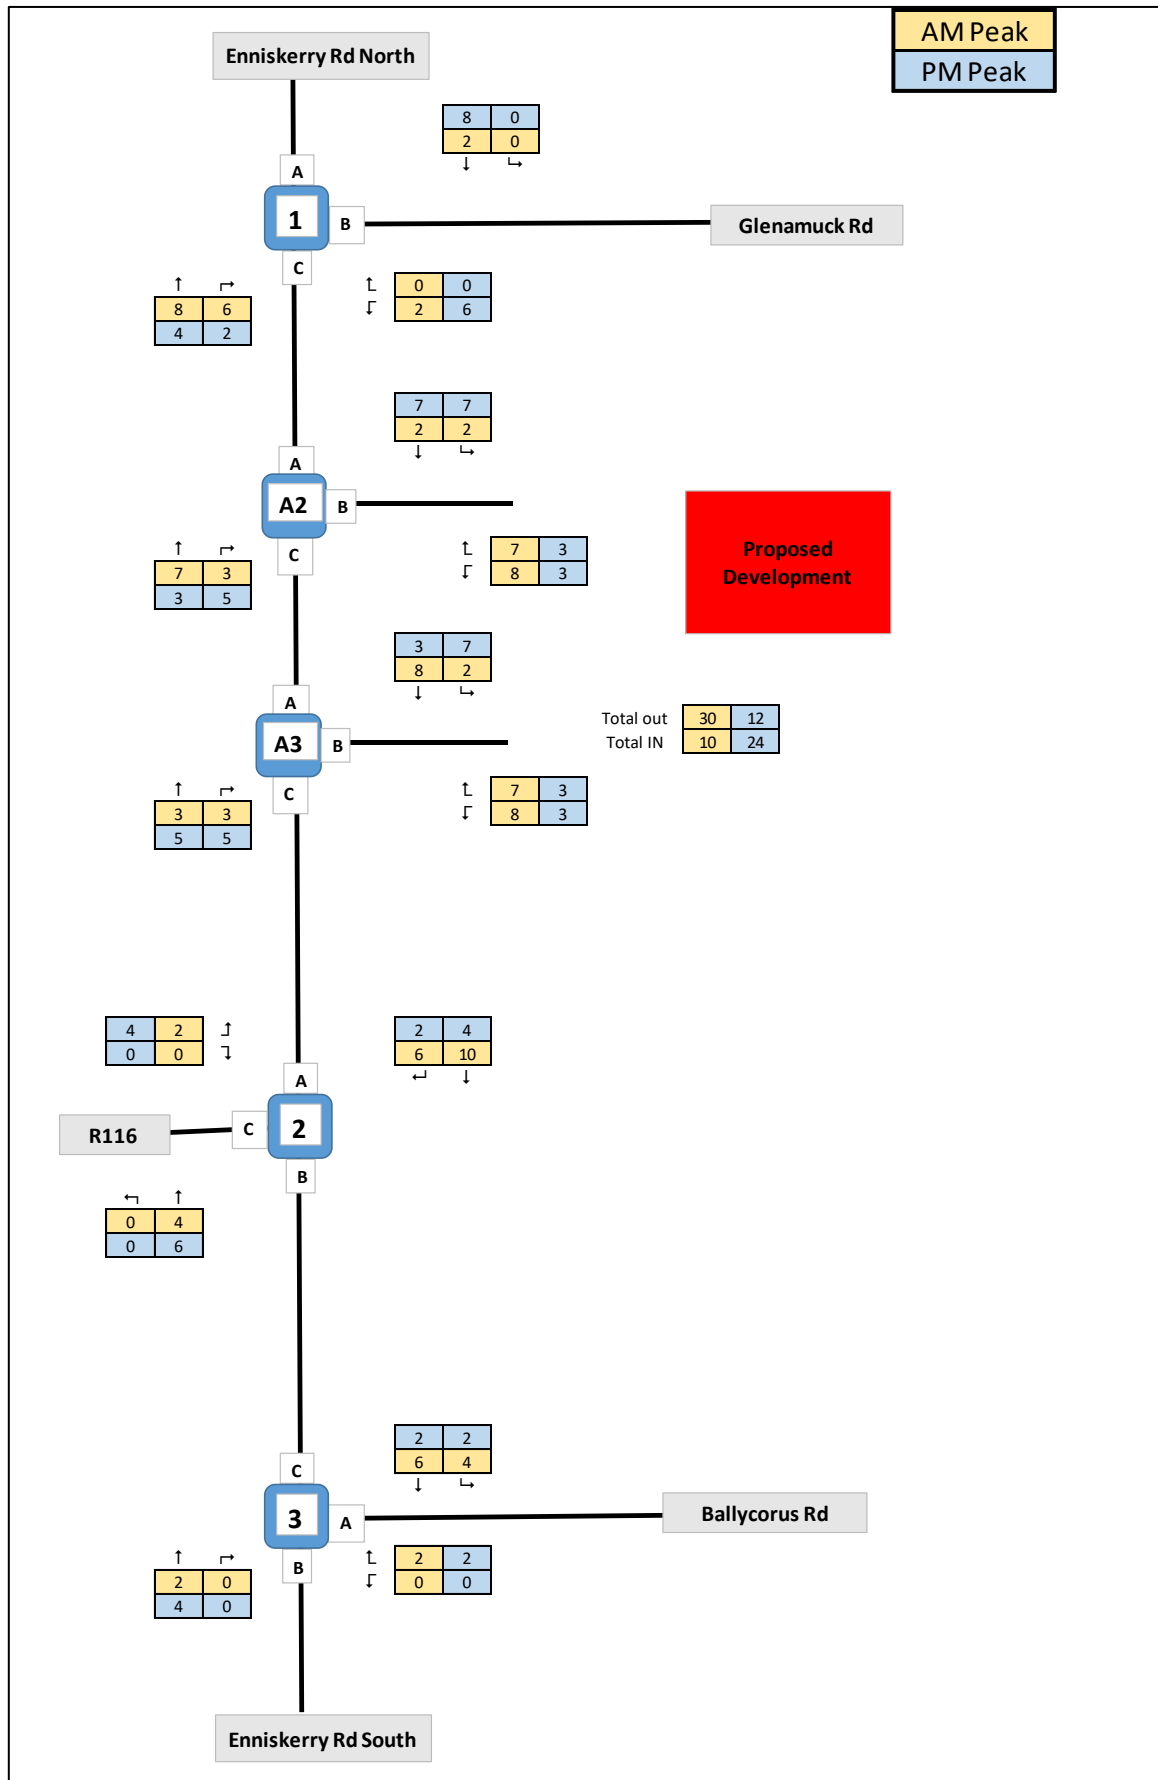 AM Peak
PM Peak
Enniskerry Rd North
8 0
2 0
↓ ↳
A
1
B
Glenamuck Rd
C
↑ ↱
8 6
4 2
↰ 0 0
↲ 2 6
7 7
2 2
↓ ↳
A
A2
B
C
↑ ↱
7 3
3 5
↰ 7 3
↲ 8 3
Proposed
Development
3 7
8 2
↓ ↳
A
A3
B
C
Total out 30 12
Total IN 10 24
↑ ↱
3 3
5 5
↰ 7 3
↲ 8 3
4 2
0 0
2 4
6 10
↵ ↓
A
R116
C
2
B
↰ ↑
0 4
0 6
2 2
6 4
↓ ↳
C
3
A
Ballycorus Rd
B
↑ ↱
2 0
4 0
↰ 2 2
↲ 0 0
Enniskerry Rd South